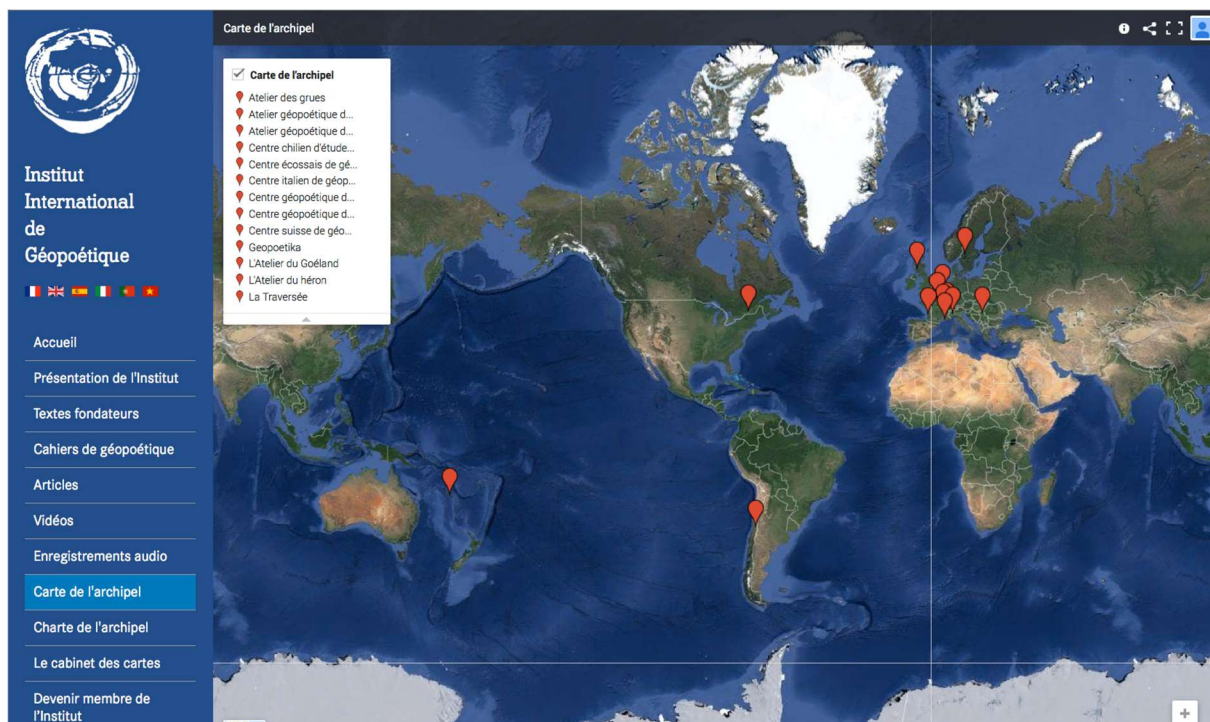 Institut
International
de
Géopoétique
Accueil
Présentation de l'Institut
Textes fondateurs
Cahiers de géopoétique
Articles
Vidéos
Enregistrements audio
Carte de l'archipel
Charte de l'archipel
Le cabinet des cartes
Devenir membre de
l'Institut
Carte de l'archipel
Carte de l'archipel
Atelier des grues
Atelier géopoétique d...
Atelier géopoétique d...
Centre chilien d'étude...
Centre écossais de gé...
Centre italien de géop...
Centre géopoétique d...
Centre géopoétique d...
Centre suisse de géo...
Geopoetika
L'Atelier du Goéland
L'Atelier du héron
La Traversée